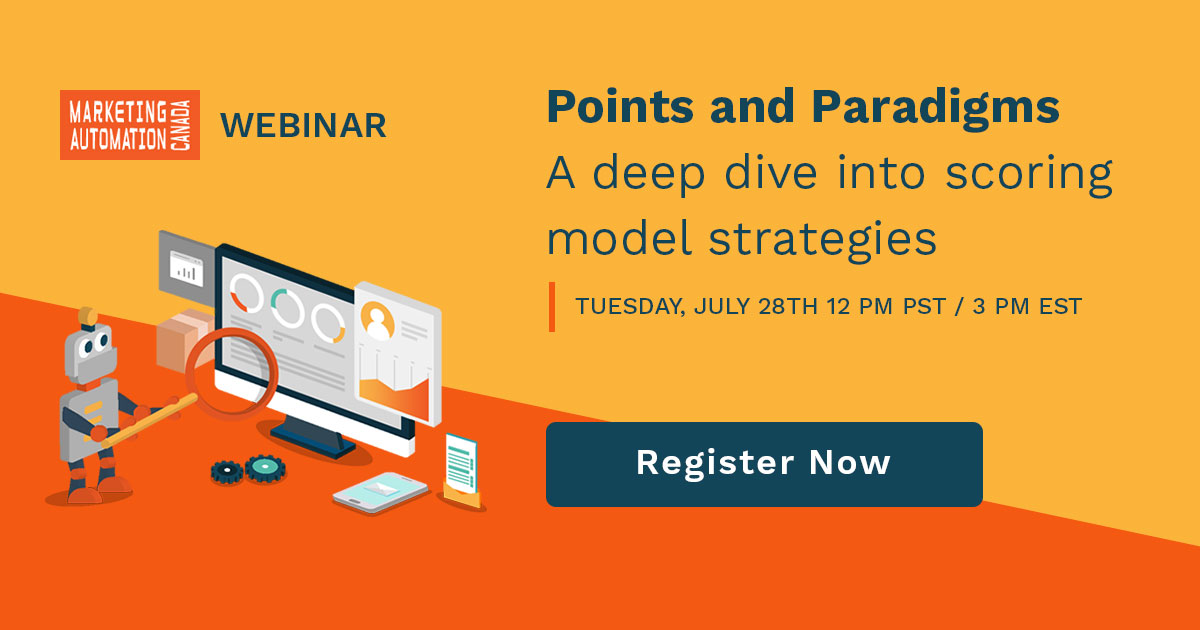 MARKETING
AUTOMATION
CANADA
WEBINAR
Points and Paradigms
A deep dive into scoring
model strategies
TUESDAY, JULY 28TH 12 PM PST / 3 PM EST
Register Now